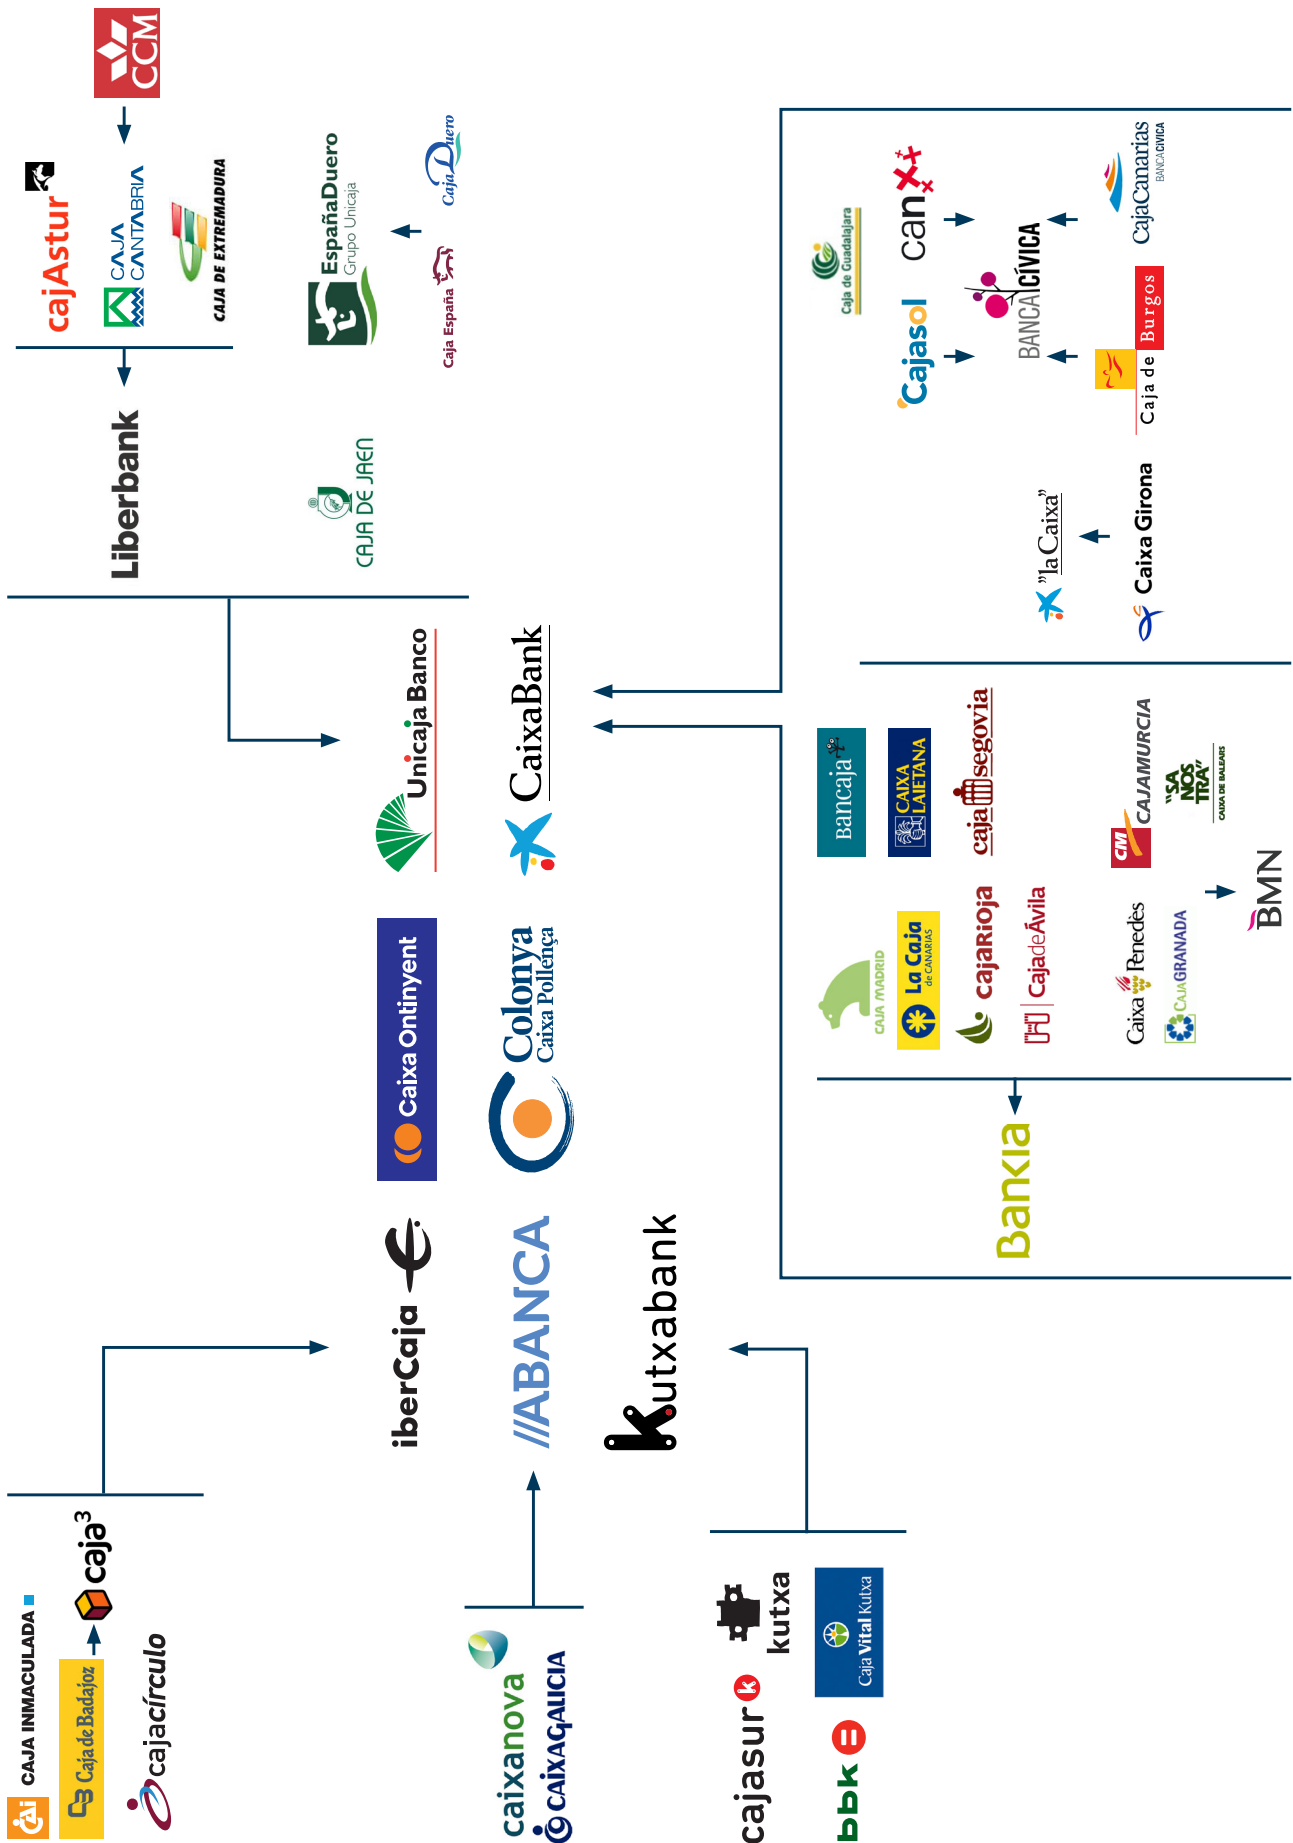 CAi
CAJA INMACULADA
Caja de Badajoz
cajacírculo
caja3
iberCaja
caixanova
CAIXAGALICIA
//ABANCA
cajasur k
kutxa
bbk =
Caja Vital Kutxa
Kutxabank
Caixa Ontinyent
Colonya
Caixa Pollença
Unicaja Banco
CaixaBank
Liberbank
cajAstur
CAJA
CANTABRIA
CAJA DE EXTREMADURA
CCM
CAJA DE JAEN
EspañaDuero
Grupo Unicaja
Caja España
Caja Duero
Bankia
CAJA MADRID
La Caja
de CANARIAS
cajaRioja
CajadeÁvila
Bancaja
CAIXA
LAIETANA
caja segovia
Caixa Penedès
CAJAGRANADA
CM
CAJAMURCIA
"SA
NOSTRA"
CAIXA DE BALEARS
BMN
"la Caixa"
Caixa Girona
Caja de Guadalajara
Cajasol
can
BANCA CÍVICA
Caja de Burgos
CajaCanarias
BANCA CIVICA